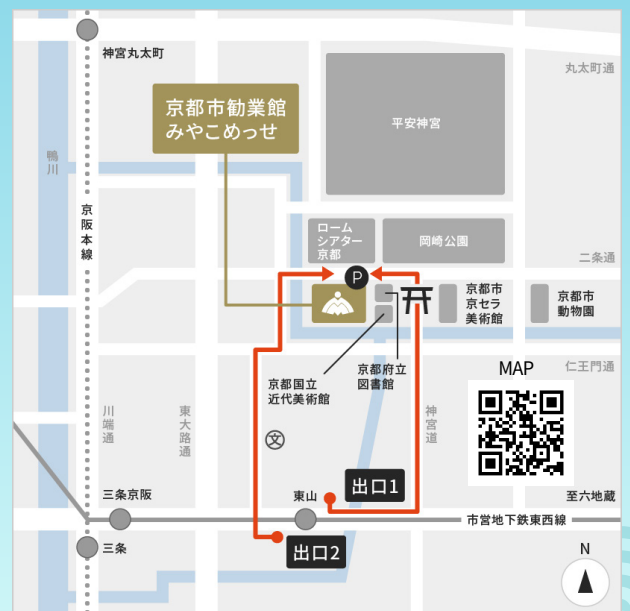 神宮丸太町
丸太町通
京都市勧業館
みやこめっせ
平安神宮
鴨川
京阪本線
ローム
シアター
京都
岡崎公園
二条通
P
京都市
京セラ
美術館
京都市
動物園
京都国立
近代美術館
京都府立
図書館
MAP
仁王門通
川端通
東大路通
神宮道
文
出口1
三条京阪
東山
至六地蔵
市営地下鉄東西線
三条
出口2
N